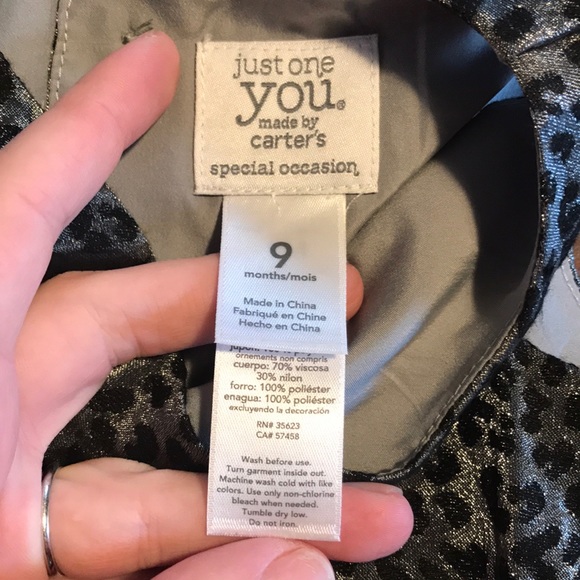 just one
you®
made by
carter's
special occasion
9
months/mois
Made in China
Fabriqué en Chine
Hecho en China
ornements non compris
cuerpo: 70% viscosa
30% nilon
forro: 100% poliéster
enagua: 100% poliéster
excluyendo la decoración
RN# 35623
CA# 57458
Wash before use.
Turn garment inside out.
Machine wash cold with like
colors. Use only non-chlorine
bleach when needed.
Tumble dry low.
Do not iron.